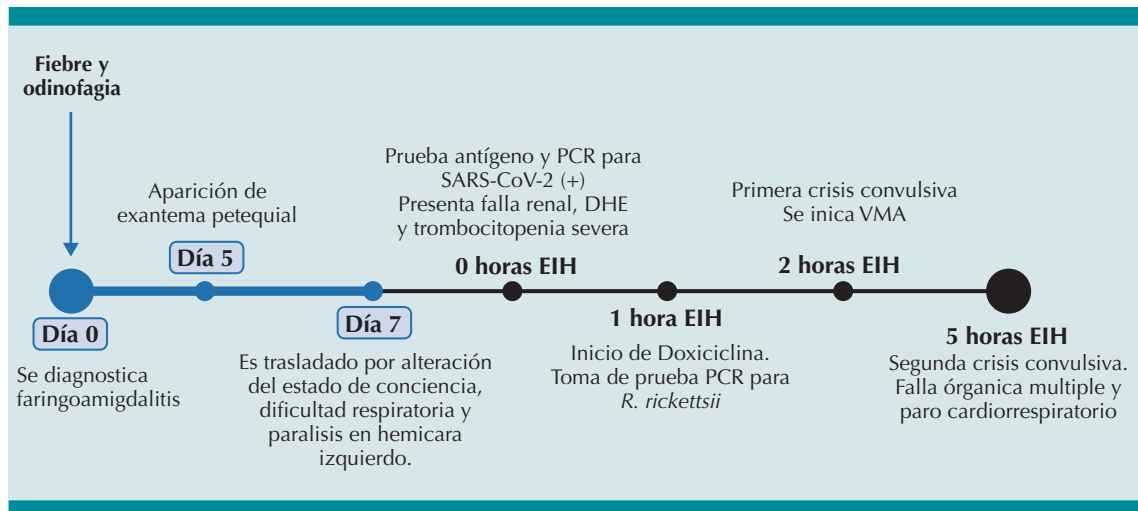 Fiebre y
odinofagia
Día 0
Se diagnostica
faringoamigdalitis
Aparición de
exantema petequial
Día 5
Día 7
Es trasladado por alteración
del estado de conciencia,
dificultad respiratoria y
paralisis en hemicara
izquierdo.
Prueba antígeno y PCR para
SARS-CoV-2 (+)
Presenta falla renal, DHE
y trombocitopenia severa
0 horas EIH
1 hora EIH
Inicio de Doxiciclina.
Toma de prueba PCR para
R. rickettsii
Primera crisis convulsiva
Se inica VMA
2 horas EIH
5 horas EIH
Segunda crisis convulsiva.
Falla órganica multiple y
paro cardiorrespiratorio